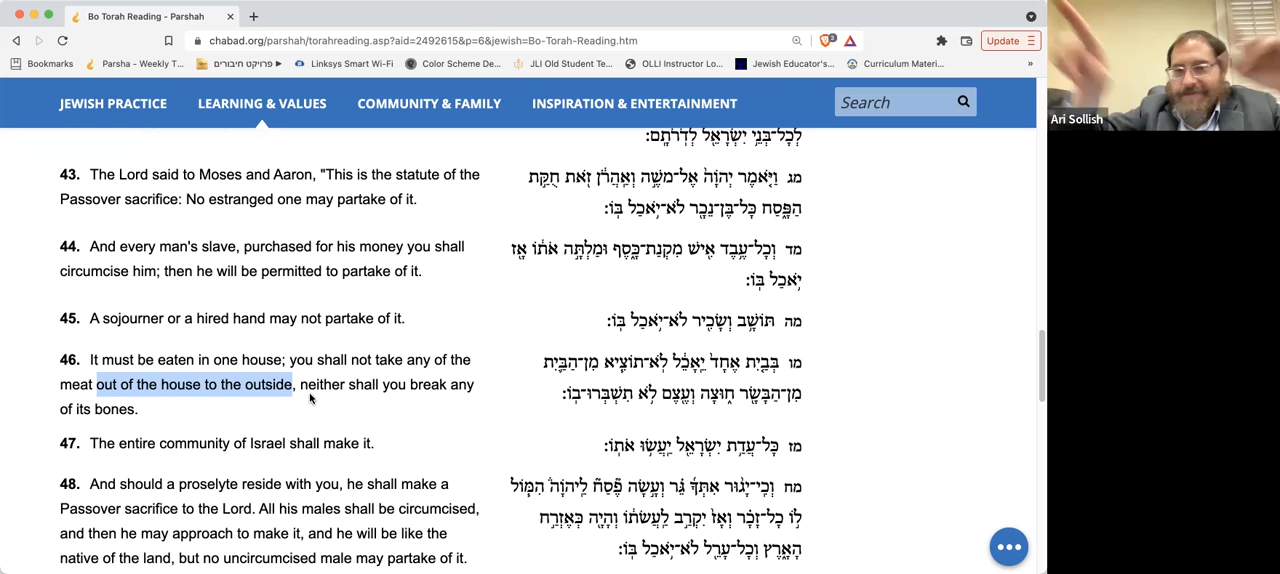 Bo Torah Reading - Parshah
chabad.org/parshah/torahreading.asp?aid=2492615&p=6&jewish=Bo-Torah-Reading.htm
3
Update
Bookmarks
Parsha - Weekly T...
פרויקט חיבורים
Linksys Smart Wi-Fi
Color Scheme De...
JLI Old Student Te...
OLLI Instructor Lo...
Jewish Educator's...
Curriculum Materi...
»
JEWISH PRACTICE
LEARNING & VALUES
COMMUNITY & FAMILY
INSPIRATION & ENTERTAINMENT
Search
Ari Sollish
לְכָל־בְּנֵ֥י יִשְׂרָאֵ֖ל לְדֹֽרֹתָֽם:
43. The Lord said to Moses and Aaron, "This is the statute of the
Passover sacrifice: No estranged one may partake of it.
מג וַיֹּ֤אמֶר יְהֹוָה֙ אֶל־משֶׁ֣ה וְאַֽהֲרֹ֔ן זֹ֖את חֻקַּ֣ת
הַפָּ֑סַח כָּל־בֶּן־נֵכָ֖ר לֹא־יֹ֥אכַל בּֽוֹ:
44. And every man's slave, purchased for his money you shall
circumcise him; then he will be permitted to partake of it.
מד וְכָל־עֶ֥בֶד אִ֖ישׁ מִקְנַת־כָּ֑סֶף וּמַלְתָּ֣ה אֹת֔וֹ אָ֖ז
יֹ֥אכַל בּֽוֹ:
45. A sojourner or a hired hand may not partake of it.
מה תּוֹשָׁ֥ב וְשָׂכִ֖יר לֹא־יֹ֥אכַל בּֽוֹ:
46. It must be eaten in one house; you shall not take any of the
meat out of the house to the outside, neither shall you break any
of its bones.
מו בְּבַ֤יִת אֶחָד֙ יֵֽאָכֵ֔ל לֹא־תוֹצִ֧יא מִן־הַבַּ֛יִת
מִן־הַבָּשָׂ֖ר ח֑וּצָה וְעֶ֖צֶם לֹ֥א תִשְׁבְּרוּ־בֽוֹ:
47. The entire community of Israel shall make it.
מז כָּל־עֲדַ֥ת יִשְׂרָאֵ֖ל יַֽעֲשׂ֥וּ אֹתֽוֹ:
48. And should a proselyte reside with you, he shall make a
Passover sacrifice to the Lord. All his males shall be circumcised,
and then he may approach to make it, and he will be like the
native of the land, but no uncircumcised male may partake of it.
מח וְכִֽי־יָג֨וּר אִתְּךָ֜ גֵּ֗ר וְעָ֣שָׂה פֶ֘סַח֘ לַֽיהֹוָה֒ הִמּ֧וֹל
ל֣וֹ כָל־זָכָ֗ר וְאָז֙ יִקְרַ֣ב לַֽעֲשׂת֔וֹ וְהָיָ֖ה כְּאֶזְרַ֣ח
הָאָ֑רֶץ וְכָל־עָרֵ֖ל לֹא־יֹ֥אכַל בּֽוֹ: